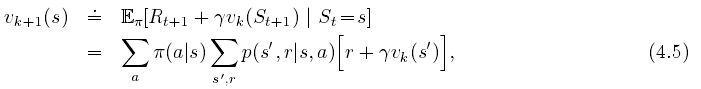 v_{k+1}(s) ≐ 𝔼_π[R_{t+1} + γv_k(S_{t+1}) | S_t=s]
= ∑_a π(a|s) ∑_{s′,r} p(s′, r|s, a)[r + γv_k(s′)], (4.5)